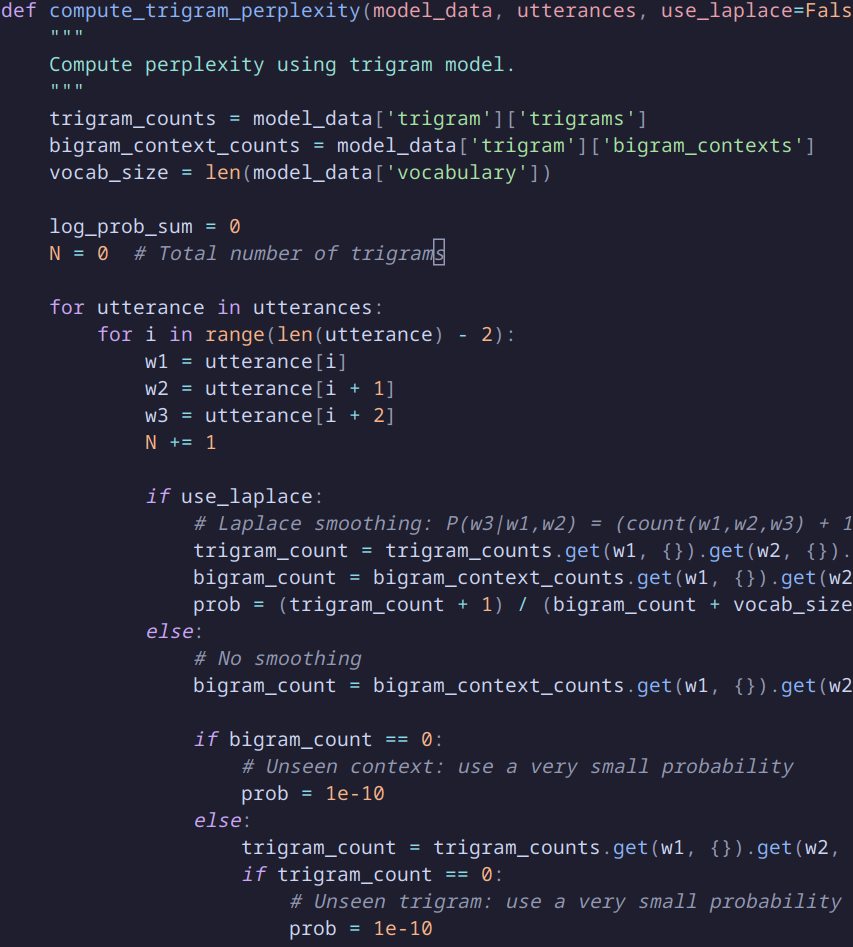 def compute_trigram_perplexity(model_data, utterances, use_laplace=Fals
    """
    Compute perplexity using trigram model.
    """
    trigram_counts = model_data['trigram']['trigrams']
    bigram_context_counts = model_data['trigram']['bigram_contexts']
    vocab_size = len(model_data['vocabulary'])

    log_prob_sum = 0
    N = 0  # Total number of trigrams

    for utterance in utterances:
        for i in range(len(utterance) - 2):
            w1 = utterance[i]
            w2 = utterance[i + 1]
            w3 = utterance[i + 2]
            N += 1

            if use_laplace:
                # Laplace smoothing: P(w3|w1,w2) = (count(w1,w2,w3) + 1
                trigram_count = trigram_counts.get(w1, {}).get(w2, {}).
                bigram_count = bigram_context_counts.get(w1, {}).get(w2
                prob = (trigram_count + 1) / (bigram_count + vocab_size
            else:
                # No smoothing
                bigram_count = bigram_context_counts.get(w1, {}).get(w2

                if bigram_count == 0:
                    # Unseen context: use a very small probability
                    prob = 1e-10
                else:
                    trigram_count = trigram_counts.get(w1, {}).get(w2,
                    if trigram_count == 0:
                        # Unseen trigram: use a very small probability
                        prob = 1e-10